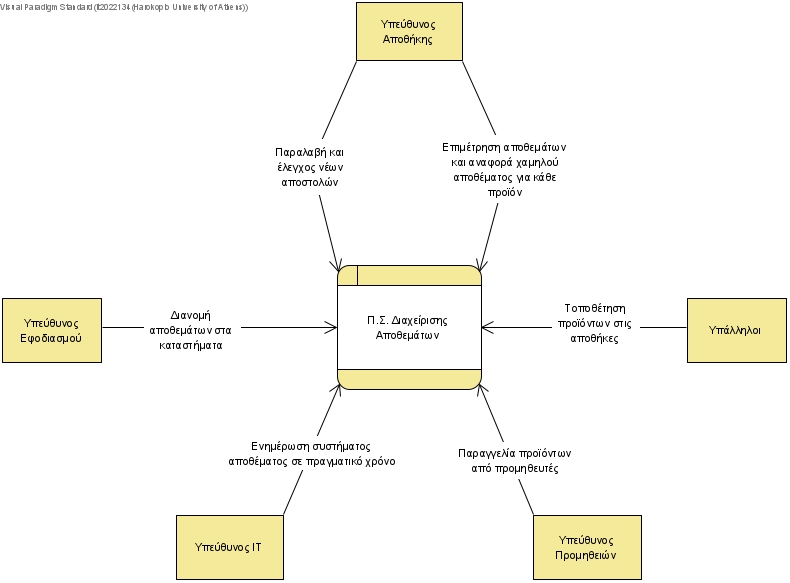 Visual Paradigm Standard (it2022134 (Harokopio University of Athens))
Υπεύθυνος
Αποθήκης
Παραλαβή και
έλεγχος νέων
αποστολών
Επιμέτρηση αποθεμάτων
και αναφορά χαμηλού
αποθέματος για κάθε
προϊόν
Υπεύθυνος
Εφοδιασμού
Διανομή
αποθεμάτων στα
καταστήματα
Π.Σ. Διαχείρισης
Αποθεμάτων
Τοποθέτηση
προϊόντων στις
αποθήκες
Υπάλληλοι
Ενημέρωση συστήματος
αποθέματος σε πραγματικό χρόνο
Παραγγελία προϊόντων
από προμηθευτές
Υπεύθυνος IT
Υπεύθυνος
Προμηθειών